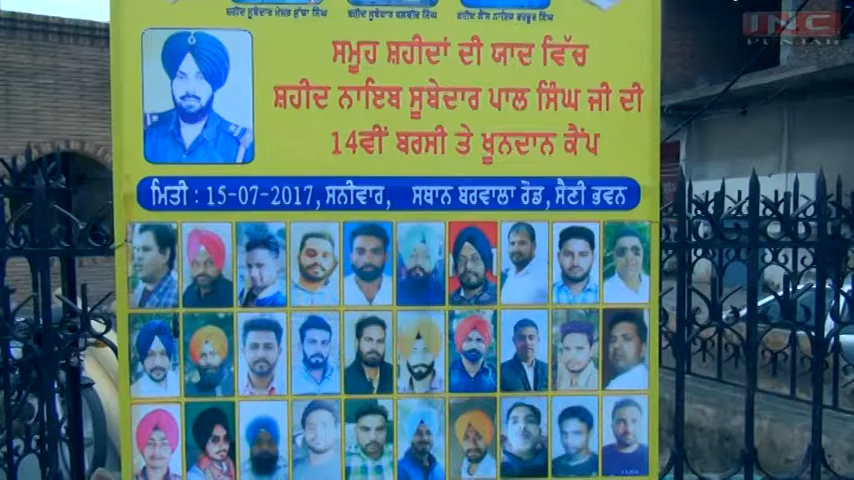 ਸਮੂਹ ਸ਼ਹੀਦਾਂ ਦੀ ਯਾਦ ਵਿੱਚ
ਸ਼ਹੀਦ ਨਾਇਬ ਸੂਬੇਦਾਰ ਪਾਲ ਸਿੰਘ ਜੀ ਦੀ
14ਵੀਂ ਬਰਸੀ ਤੇ ਖੂਨਦਾਨ ਕੈਂਪ
ਮਿਤੀ : 15-07-2017, ਸਨੀਵਾਰ, ਸਥਾਨ ਬਰਵਾਲਾ ਰੋਡ, ਸੈਣੀ ਭਵਨ
INC
PUNJAB